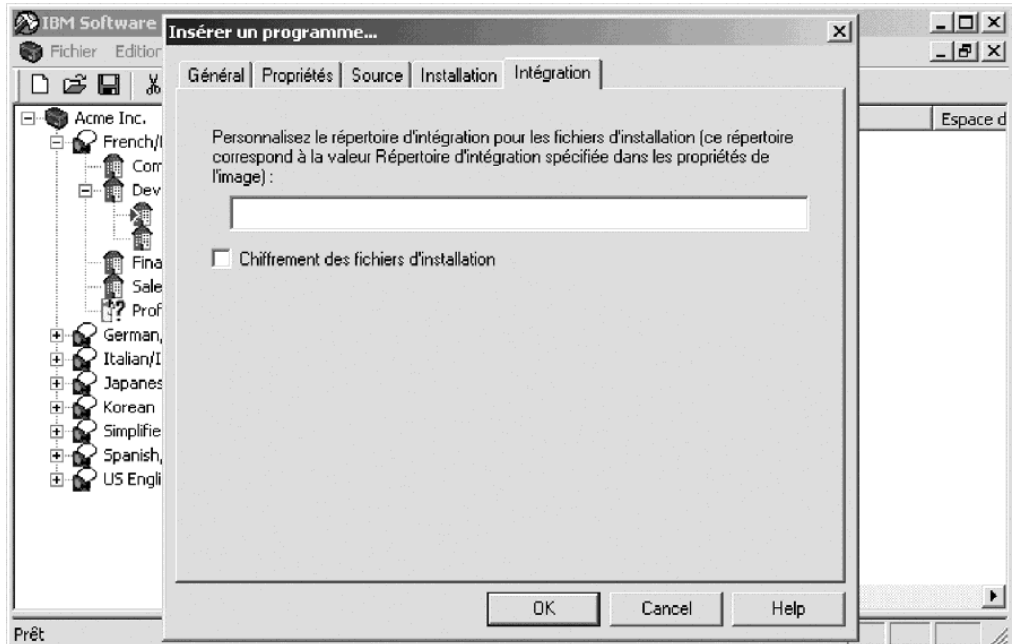 IBM Software
Insérer un programme...
Fichier Edition
Général Propriétés Source Installation Intégration
Acme Inc.
French/
Com
Dev
Fina
Sale
Prof
German,
Italian/I
Japanes
Korean
Simplifie
Spanish,
US Engli
Espace d
Personnalisez le répertoire d'intégration pour les fichiers d'installation (ce répertoire
correspond à la valeur Répertoire d'intégration spécifiée dans les propriétés de
l'image) :
Chiffrement des fichiers d'installation
OK Cancel Help
Prêt